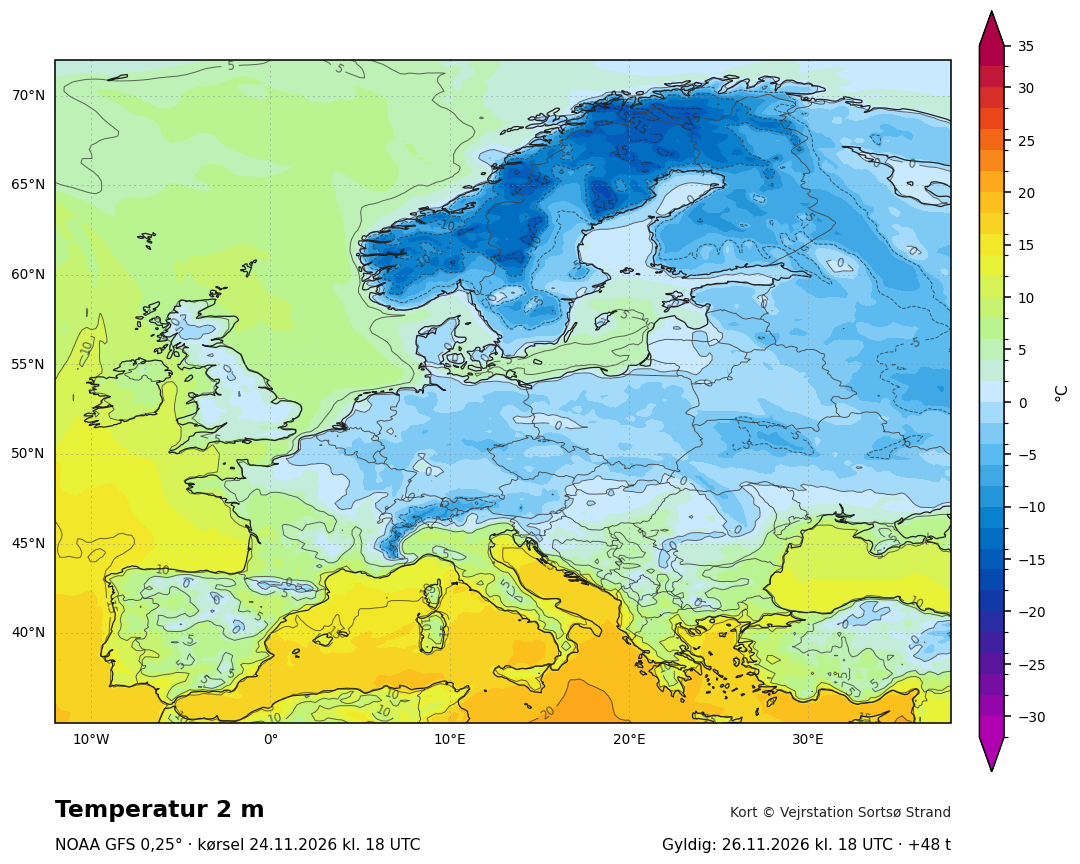 35
30
25
20
15
10
5
0
−5
−10
−15
−20
−25
−30
°C
70°N
65°N
60°N
55°N
50°N
45°N
40°N
10°W
0°
10°E
20°E
30°E
Temperatur 2 m
Kort © Vejrstation Sortsø Strand
NOAA GFS 0,25° · kørsel 24.11.2026 kl. 18 UTC
Gyldig: 26.11.2026 kl. 18 UTC · +48 t